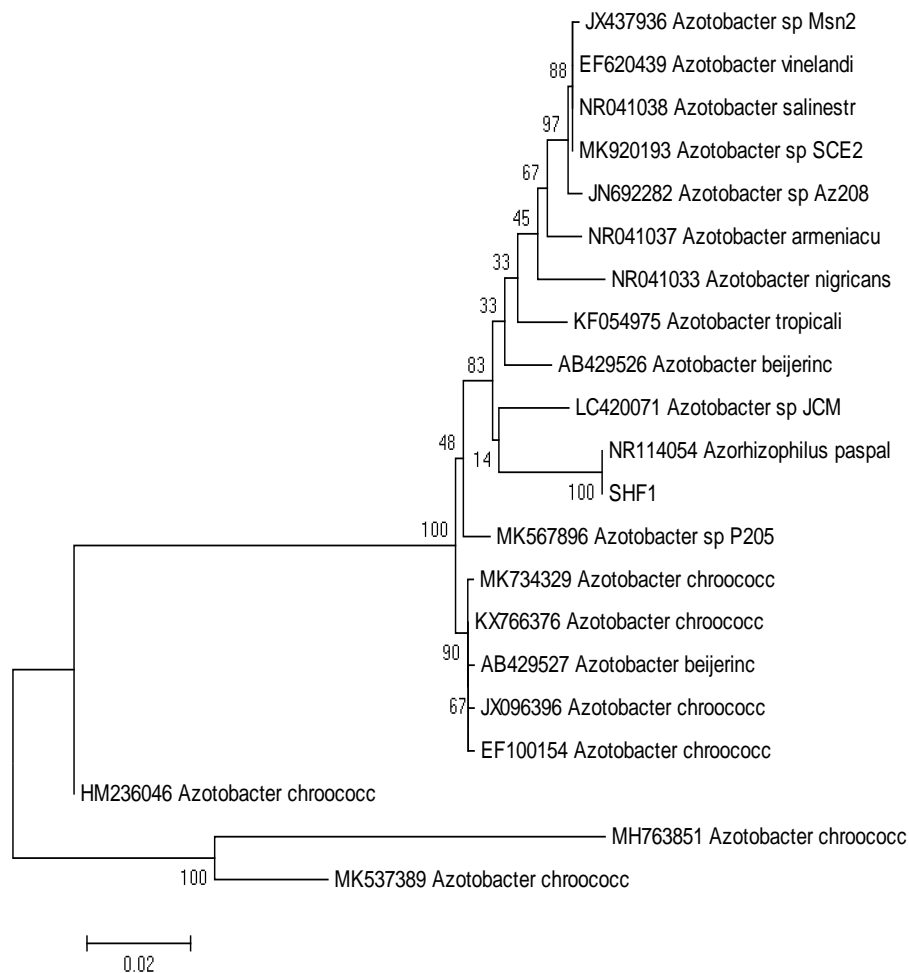 JX437936 Azotobacter sp Msn2
88
EF620439 Azotobacter vinelandi
NR041038 Azotobacter salinestr
97
MK920193 Azotobacter sp SCE2
67
JN692282 Azotobacter sp Az208
45
NR041037 Azotobacter armeniacu
33
NR041033 Azotobacter nigricans
33
KF054975 Azotobacter tropicali
83
AB429526 Azotobacter beijerinc
LC420071 Azotobacter sp JCM
48
NR114054 Azorhizophilus paspal
14
100
SHF1
100
MK567896 Azotobacter sp P205
MK734329 Azotobacter chroococc
KX766376 Azotobacter chroococc
90
AB429527 Azotobacter beijerinc
67
JX096396 Azotobacter chroococc
EF100154 Azotobacter chroococc
HM236046 Azotobacter chroococc
MH763851 Azotobacter chroococc
100
MK537389 Azotobacter chroococc
0.02